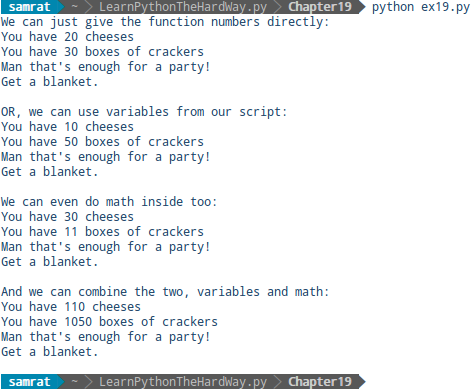 samrat ~ LearnPythonTheHardWay.py Chapter19 python ex19.py
We can just give the function numbers directly:
You have 20 cheeses
You have 30 boxes of crackers
Man that's enough for a party!
Get a blanket.

OR, we can use variables from our script:
You have 10 cheeses
You have 50 boxes of crackers
Man that's enough for a party!
Get a blanket.

We can even do math inside too:
You have 30 cheeses
You have 11 boxes of crackers
Man that's enough for a party!
Get a blanket.

And we can combine the two, variables and math:
You have 110 cheeses
You have 1050 boxes of crackers
Man that's enough for a party!
Get a blanket.

samrat ~ LearnPythonTheHardWay.py Chapter19